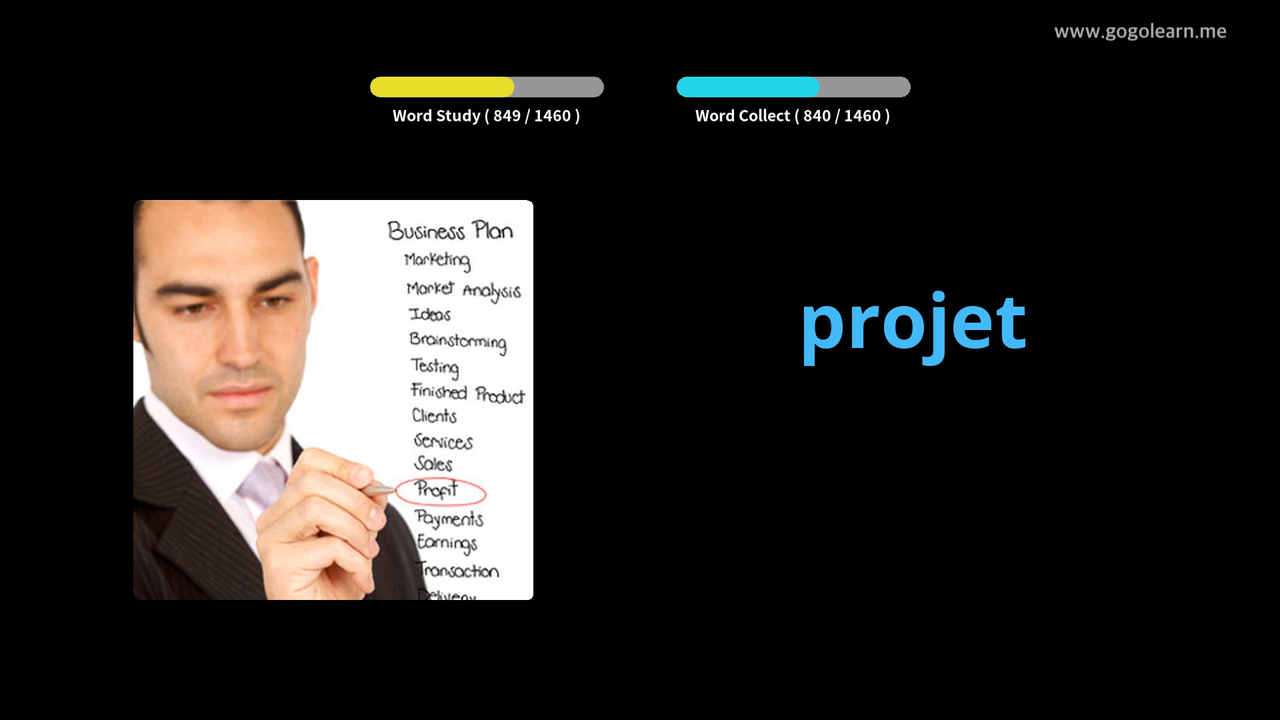 www.gogolearn.me
Word Study ( 849 / 1460 )
Word Collect ( 840 / 1460 )
Business Plan
Marketing
Market Analysis
Ideas
Brainstorming
Testing
Finished Product
Clients
Services
Sales
Profit
Payments
Earnings
Transaction
Delivery
projet